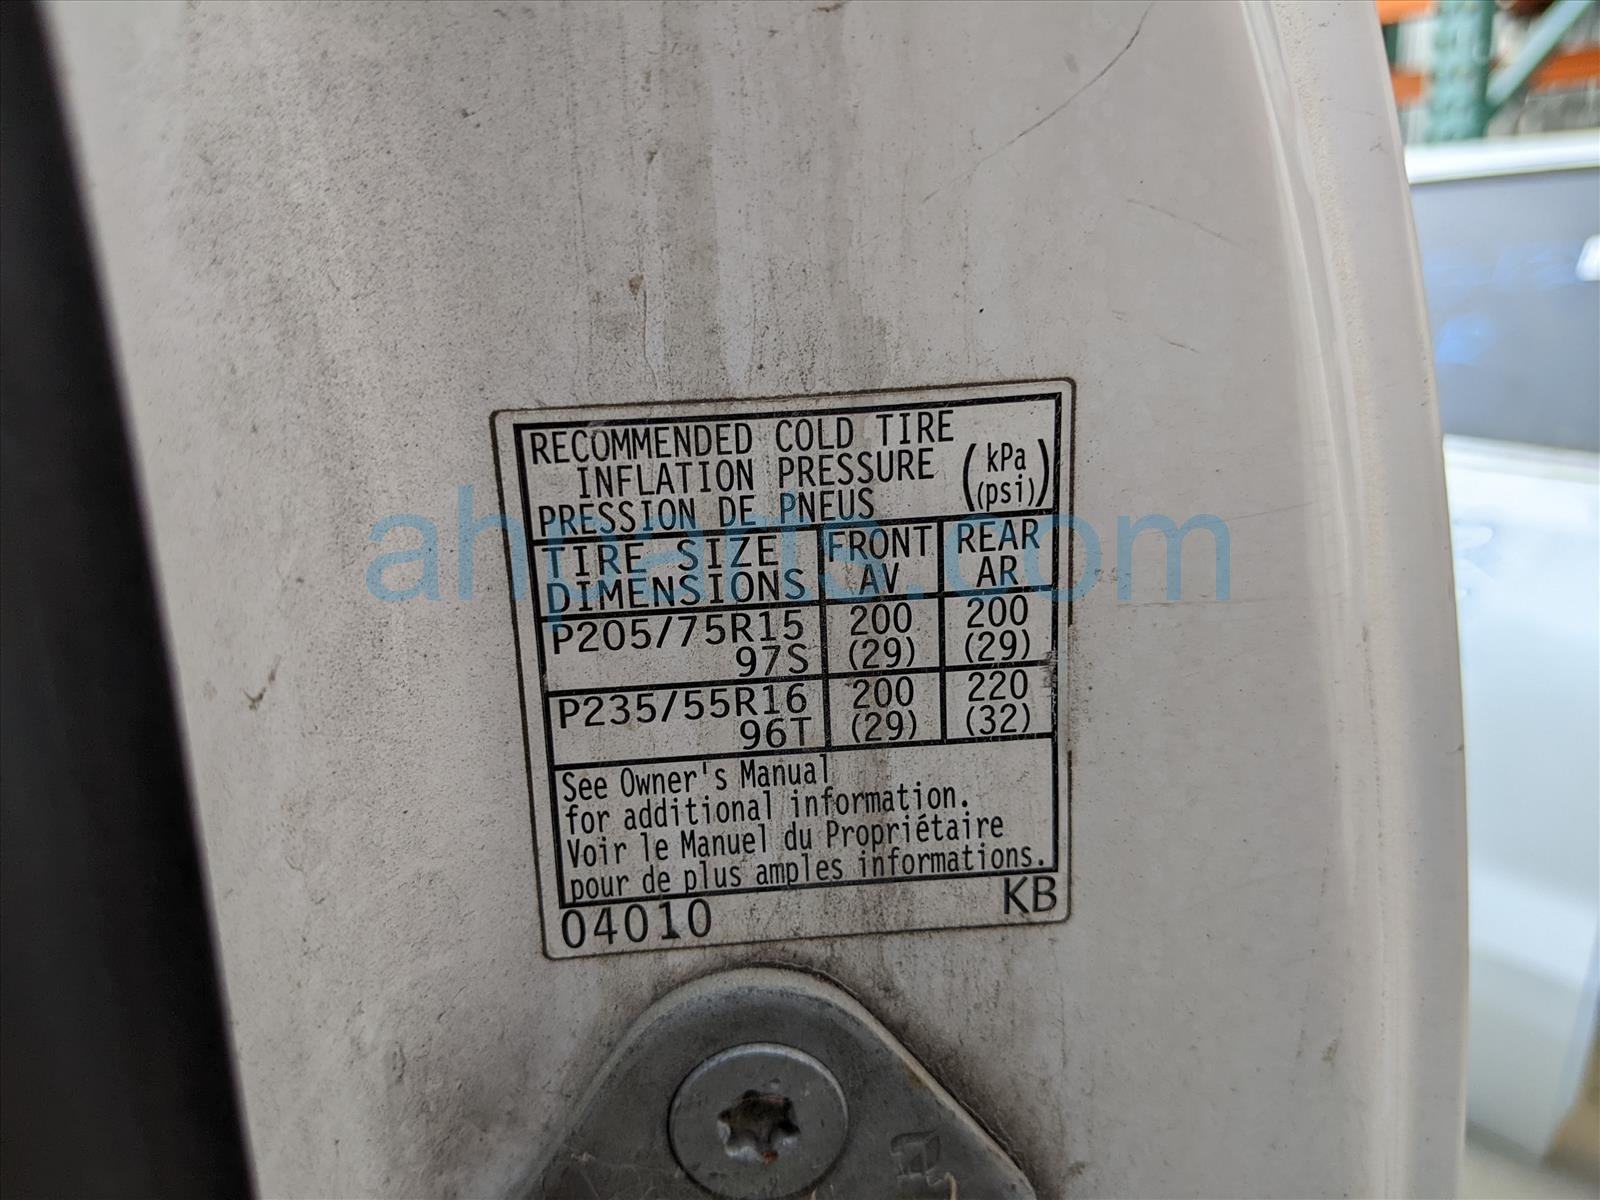 RECOMMENDED COLD TIRE
INFLATION PRESSURE
PRESSION DE PNEUS
(kPa
(psi))
TIRE SIZE
DIMENSIONS
FRONT
AV
REAR
AR
P205/75R15
97S
200
(29)
200
(29)
P235/55R16
96T
200
(29)
220
(32)
See Owner's Manual
for additional information.
Voir le Manuel du Propriétaire
pour de plus amples informations.
04010
KB
ahparts.com